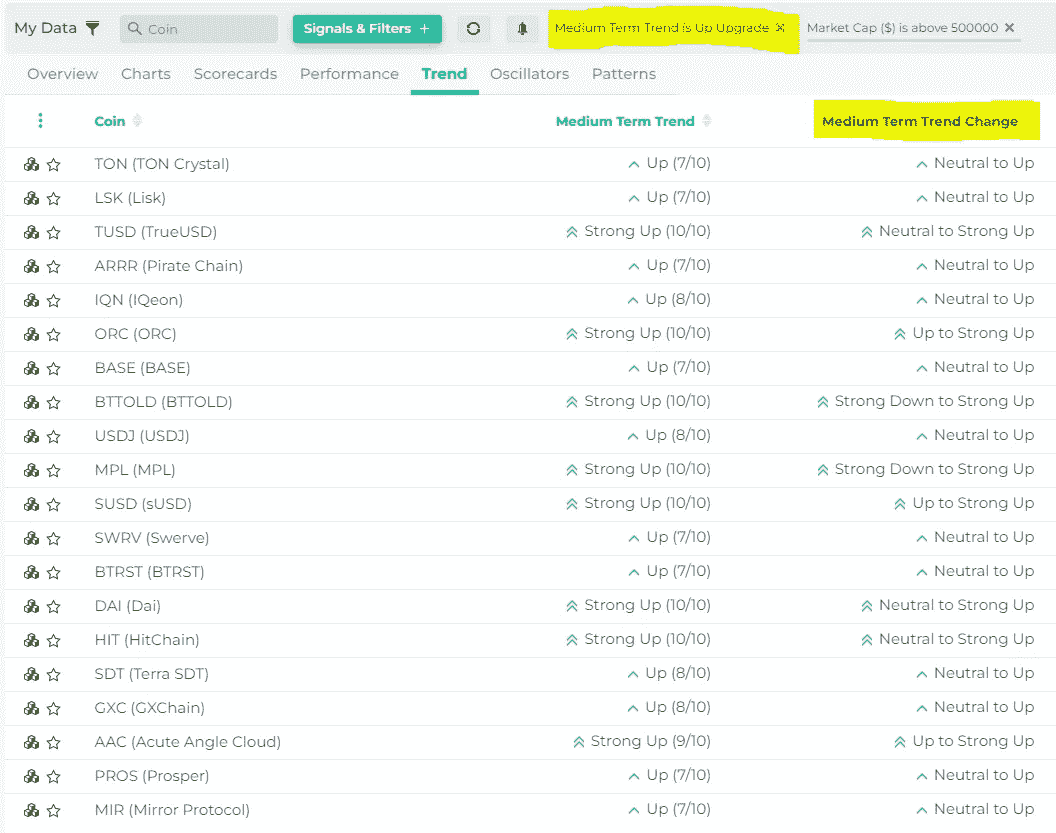 My Data Coin Signals & Filters + Medium Term Trend is Up Upgrade × Market Cap ($) is above 500000 ×
Overview Charts Scorecards Performance Trend Oscillators Patterns
Coin Medium Term Trend Medium Term Trend Change
TON (TON Crystal) Up (7/10) Neutral to Up
LSK (Lisk) Up (7/10) Neutral to Up
TUSD (TrueUSD) Strong Up (10/10) Neutral to Strong Up
ARRR (Pirate Chain) Up (7/10) Neutral to Up
IQN (IQeon) Up (8/10) Neutral to Up
ORC (ORC) Strong Up (10/10) Up to Strong Up
BASE (BASE) Up (7/10) Neutral to Up
BTTOLD (BTTOLD) Strong Up (10/10) Strong Down to Strong Up
USDJ (USDJ) Up (8/10) Neutral to Up
MPL (MPL) Strong Up (10/10) Strong Down to Strong Up
SUSD (sUSD) Strong Up (10/10) Up to Strong Up
SWRV (Swerve) Up (7/10) Neutral to Up
BTRST (BTRST) Up (7/10) Neutral to Up
DAI (Dai) Strong Up (10/10) Neutral to Strong Up
HIT (HitChain) Strong Up (10/10) Neutral to Strong Up
SDT (Terra SDT) Up (8/10) Neutral to Up
GXC (GXChain) Up (8/10) Neutral to Up
AAC (Acute Angle Cloud) Strong Up (9/10) Up to Strong Up
PROS (Prosper) Up (7/10) Neutral to Up
MIR (Mirror Protocol) Up (7/10) Neutral to Up